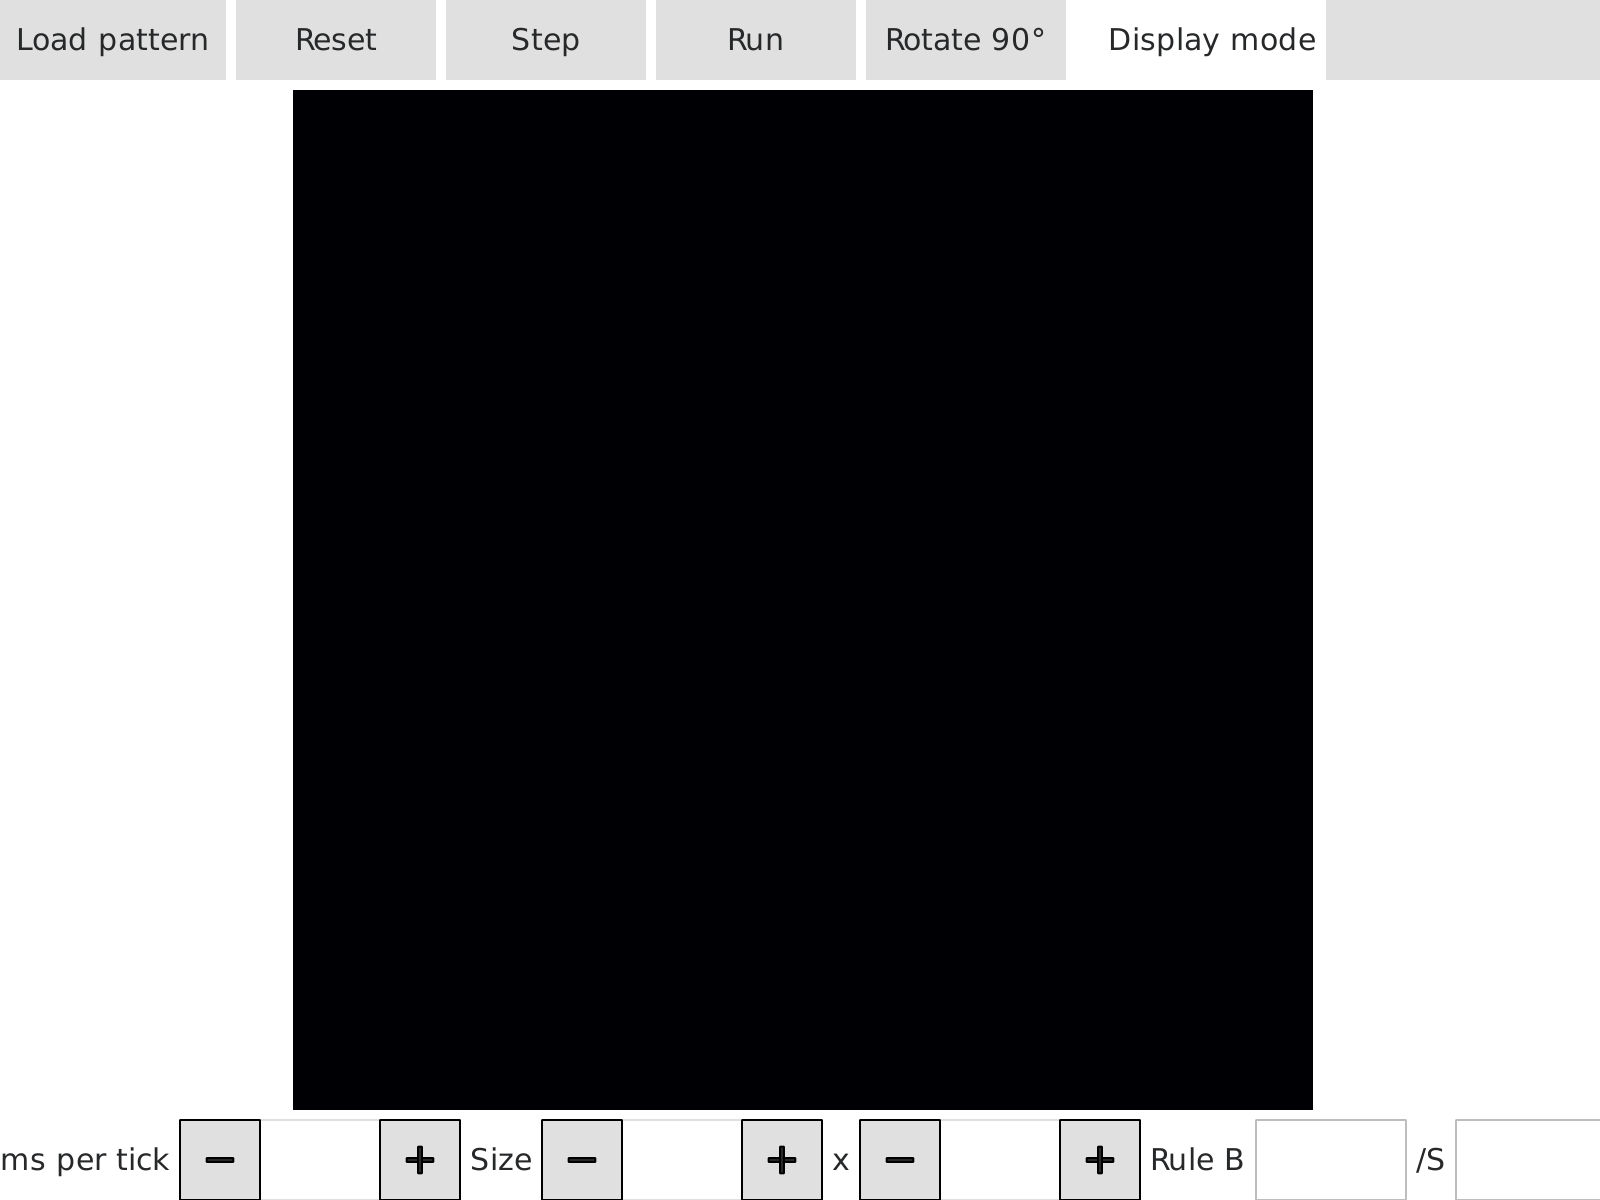 Load pattern Reset Step Run Rotate 90° Display mode
ms per tick − + Size − + x − + Rule B /S